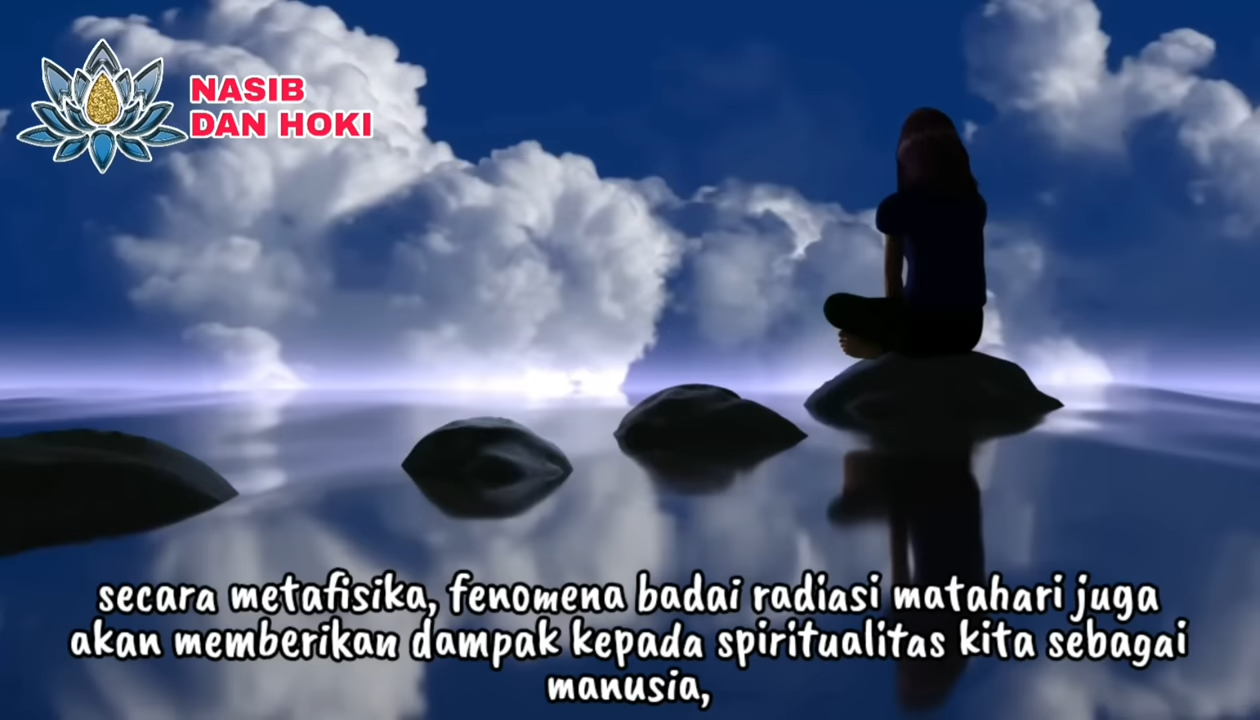 NASIB
DAN HOKI
secara metafisika, fenomena badai radiasi matahari juga
akan memberikan dampak kepada spiritualitas kita sebagai
manusia,